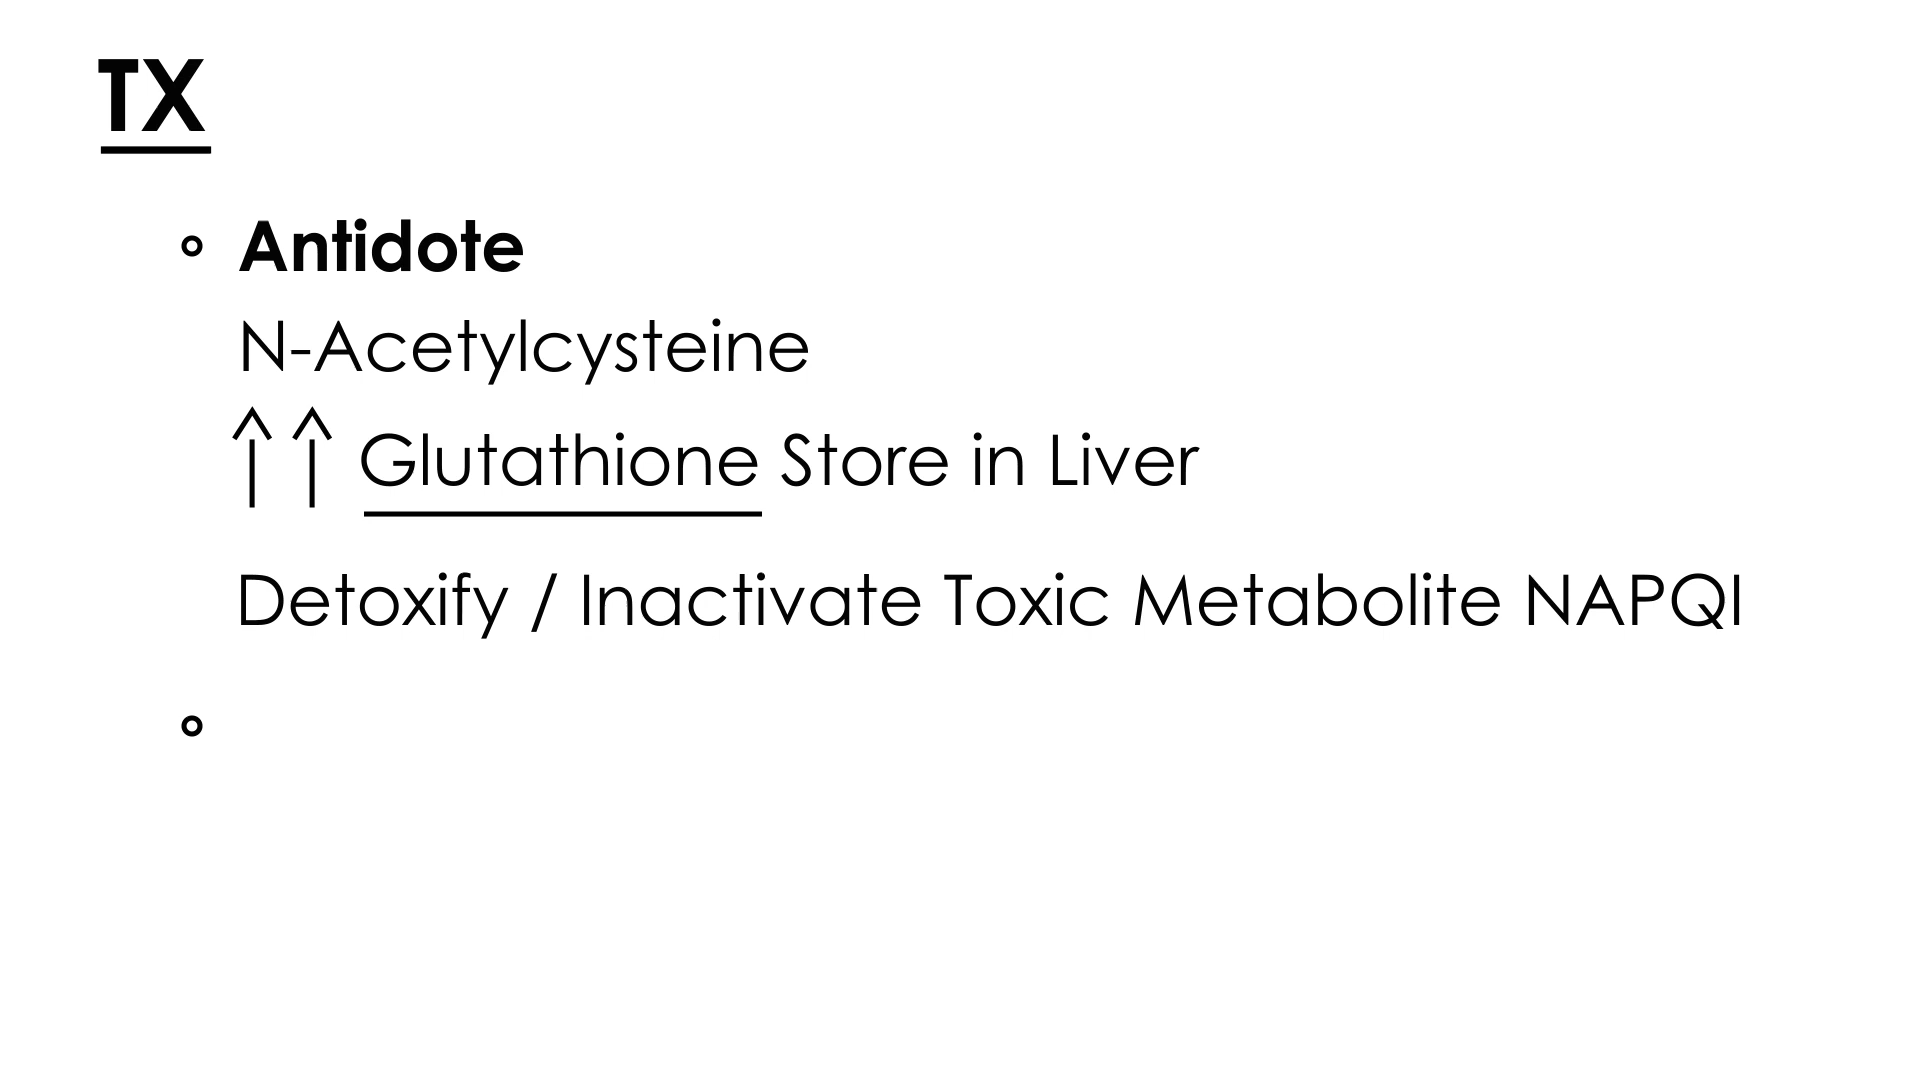 TX
Antidote
N-Acetylcysteine
↑↑ Glutathione Store in Liver
Detoxify / Inactivate Toxic Metabolite NAPQI